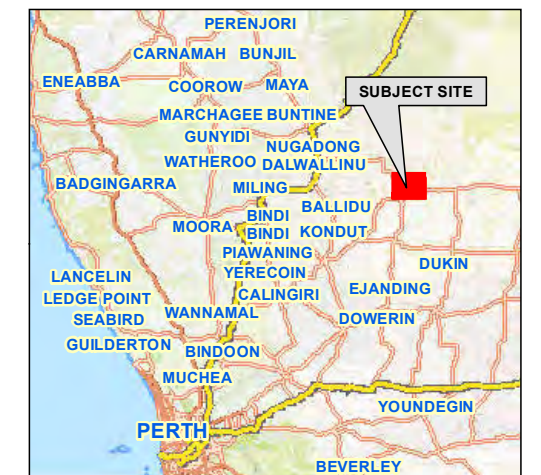 PERENJORI
CARNAMAH BUNJIL
ENEABBA
COOROW MAYA
SUBJECT SITE
MARCHAGEE BUNTINE
GUNYIDI
NUGADONG
WATHEROO DALWALLINU
BADGINGARRA
MILING
BALLIDU
BINDI
BINDI
MOORA
KONDUT
PIAWANING
YERECOIN
DUKIN
LANCELIN
CALINGIRI
EJANDING
LEDGE POINT
SEABIRD
WANNAMAL
DOWERIN
GUILDERTON
BINDOON
MUCHEA
YOUNDEGIN
PERTH
BEVERLEY